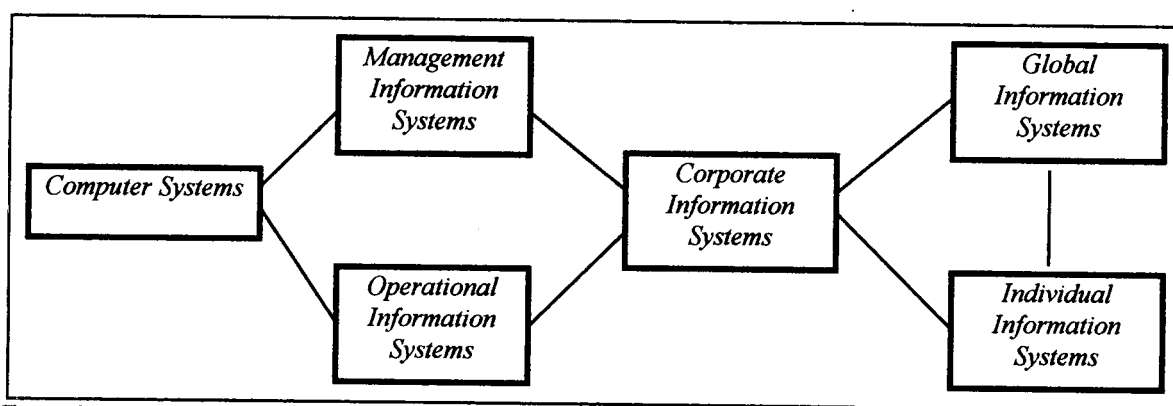 Computer Systems
Management
Information
Systems
Operational
Information
Systems
Corporate
Information
Systems
Global
Information
Systems
Individual
Information
Systems